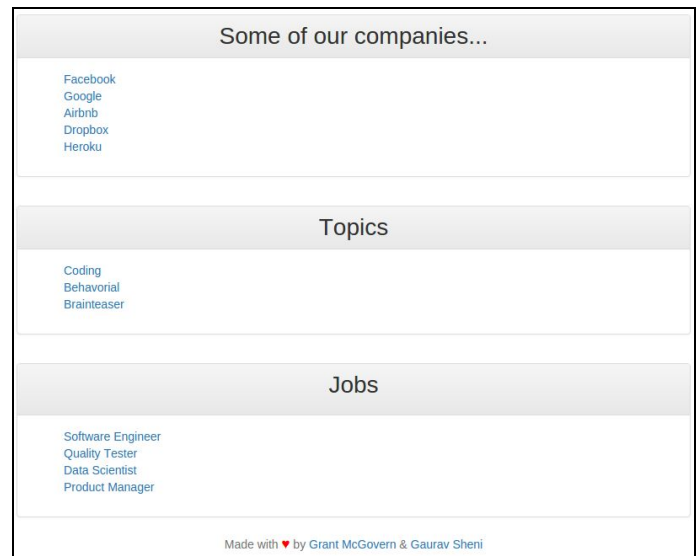 Some of our companies...
Facebook
Google
Airbnb
Dropbox
Heroku
Topics
Coding
Behavorial
Brainteaser
Jobs
Software Engineer
Quality Tester
Data Scientist
Product Manager
Made with ♥ by Grant McGovern & Gaurav Sheni